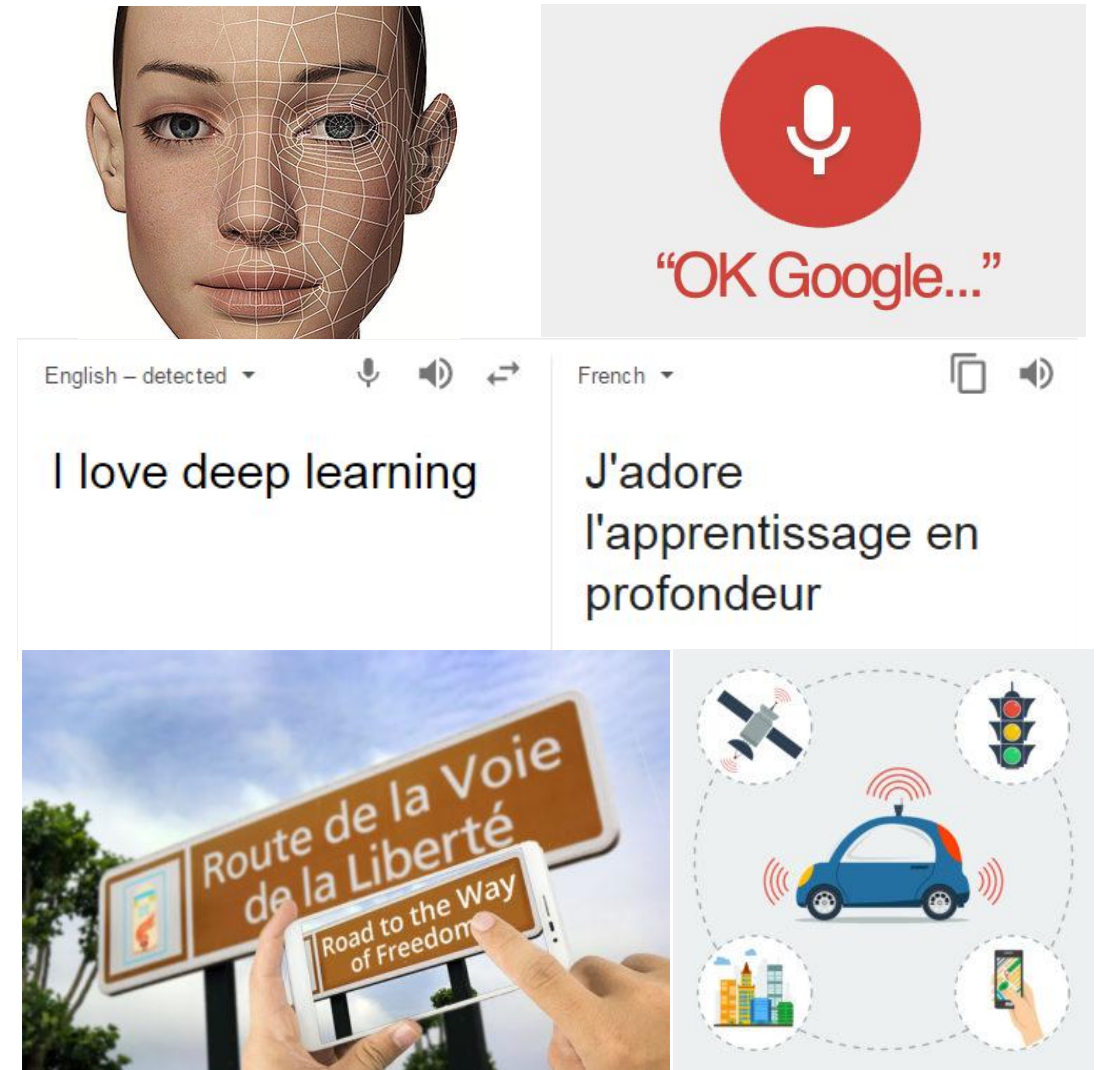 “OK Google...”
English – detected
French
I love deep learning
J'adore
l'apprentissage en
profondeur
Route de la Voie
de la Liberté
Road to the Way
of Freedom